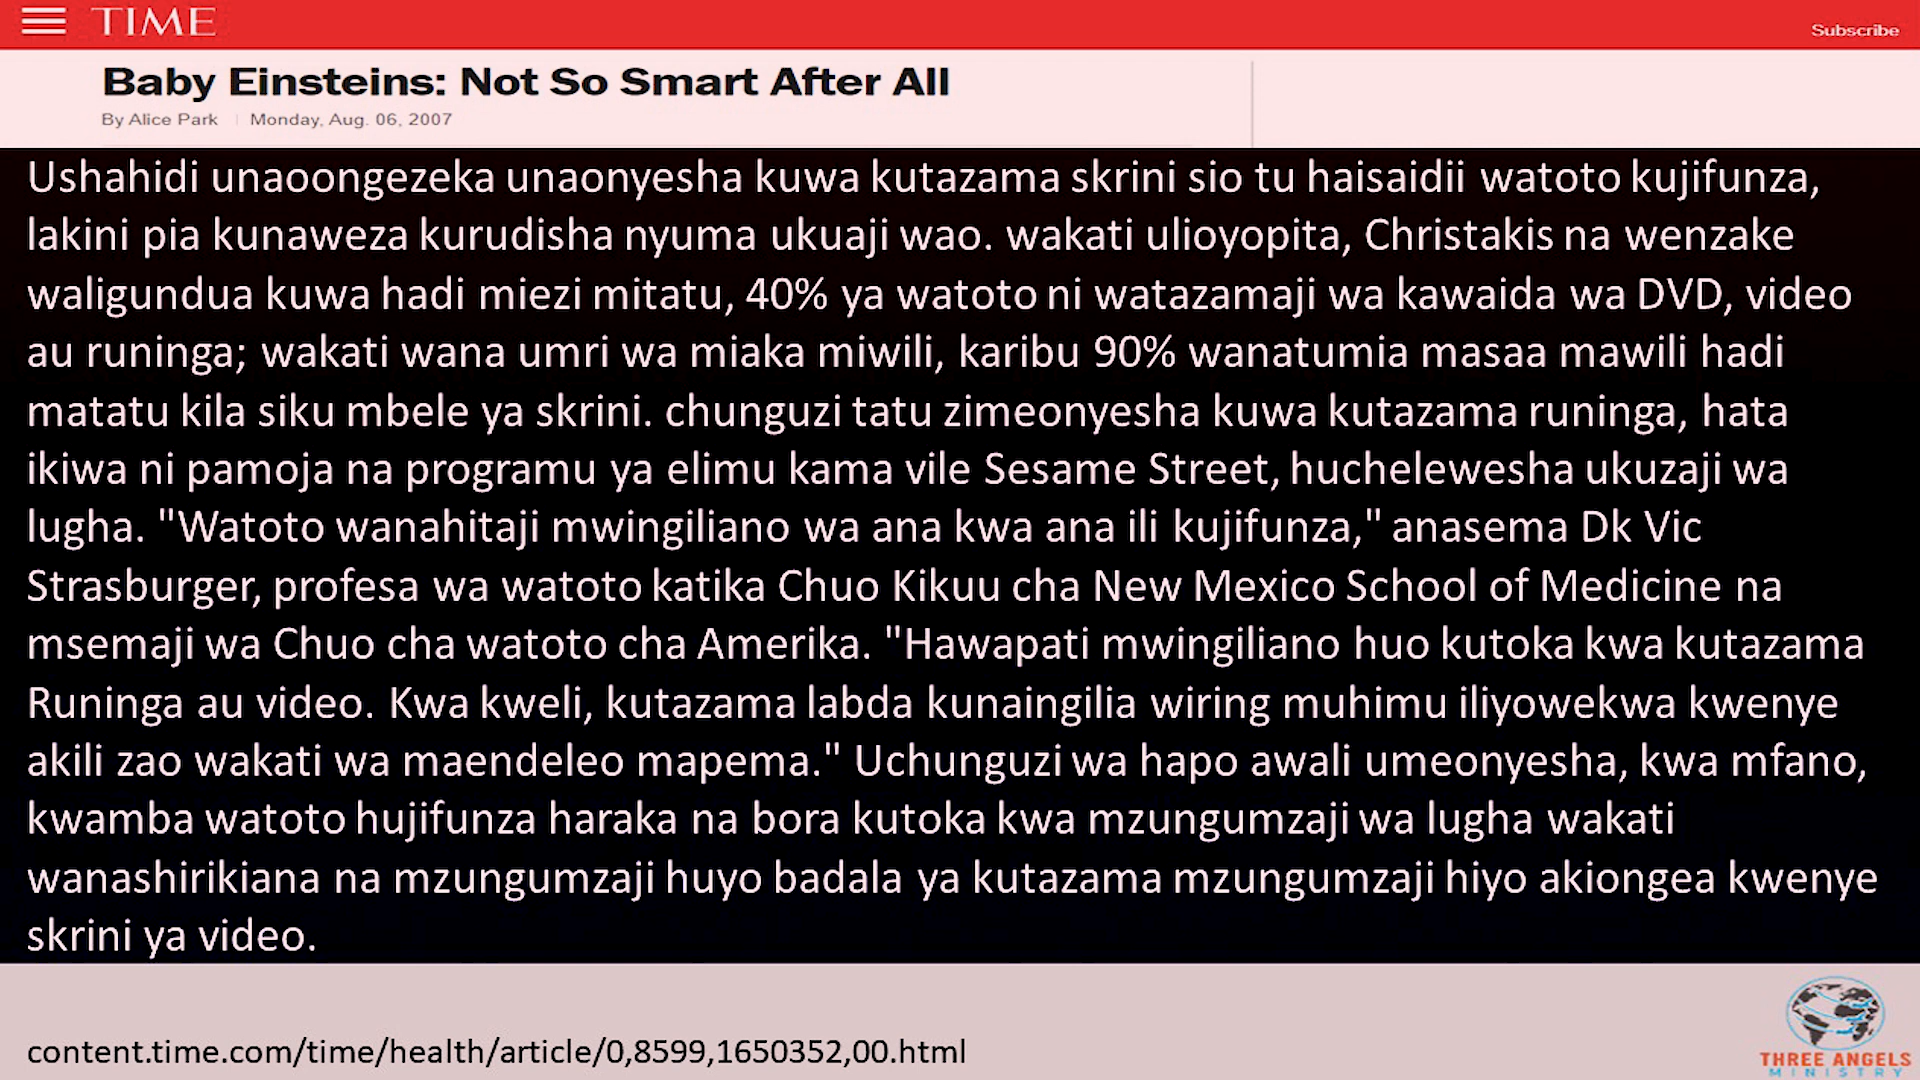 TIME
Subscribe
Baby Einsteins: Not So Smart After All
By Alice Park | Monday, Aug. 06, 2007
Ushahidi unaoongezeka unaonyesha kuwa kutazama skrini sio tu haisaidii watoto kujifunza,
lakini pia kunaweza kurudisha nyuma ukuaji wao. wakati ulioyopita, Christakis na wenzake
waligundua kuwa hadi miezi mitatu, 40% ya watoto ni watazamaji wa kawaida wa DVD, video
au runinga; wakati wana umri wa miaka miwili, karibu 90% wanatumia masaa mawili hadi
matatu kila siku mbele ya skrini. chunguzi tatu zimeonyesha kuwa kutazama runinga, hata
ikiwa ni pamoja na programu ya elimu kama vile Sesame Street, huchelewesha ukuzaji wa
lugha. "Watoto wanahitaji mwingiliano wa ana kwa ana ili kujifunza," anasema Dk Vic
Strasburger, profesa wa watoto katika Chuo Kikuu cha New Mexico School of Medicine na
msemaji wa Chuo cha watoto cha Amerika. "Hawapati mwingiliano huo kutoka kwa kutazama
Runinga au video. Kwa kweli, kutazama labda kunaingilia wiring muhimu iliyowekwa kwenye
akili zao wakati wa maendeleo mapema." Uchunguzi wa hapo awali umeonyesha, kwa mfano,
kwamba watoto hujifunza haraka na bora kutoka kwa mzungumzaji wa lugha wakati
wanashirikiana na mzungumzaji huyo badala ya kutazama mzungumzaji hiyo akiongea kwenye
skrini ya video.
content.time.com/time/health/article/0,8599,1650352,00.html
THREE ANGELS
MINISTRY